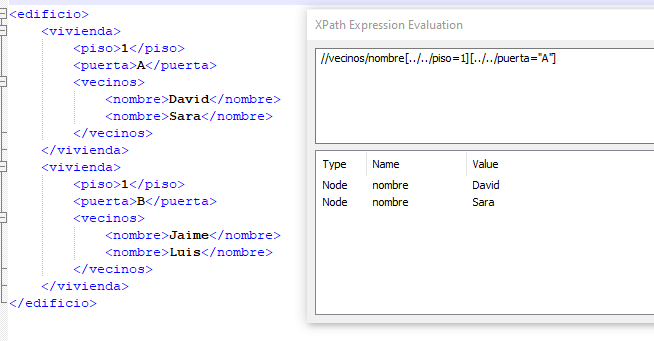 <edificio>
<vivienda>
<piso>1</piso>
<puerta>A</puerta>
<vecinos>
<nombre>David</nombre>
<nombre>Sara</nombre>
</vecinos>
</vivienda>
<vivienda>
<piso>1</piso>
<puerta>B</puerta>
<vecinos>
<nombre>Jaime</nombre>
<nombre>Luis</nombre>
</vecinos>
</vivienda>
</edificio>
XPath Expression Evaluation
//vecinos/nombre[../../piso=1][../../puerta="A"]
Type Name Value
Node nombre David
Node nombre Sara